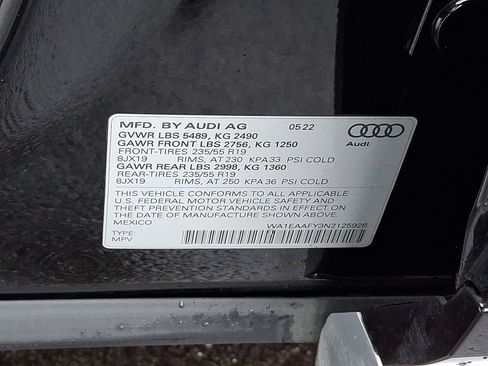 MFD. BY AUDI AG 05·22
GVWR LBS 5489, KG 2490
GAWR FRONT LBS 2756, KG 1250
FRONT-TIRES 235/55 R19
8JX19 RIMS, AT 230 KPA33 PSI COLD
GAWR REAR LBS 2998, KG 1360
REAR-TIRES 235/55 R19
8JX19 RIMS, AT 250 KPA 36 PSI COLD
THIS VEHICLE CONFORMS TO ALL APPLICABLE
U.S. FEDERAL MOTOR VEHICLE SAFETY AND
THEFT PREVENTION STANDARDS IN EFFECT ON
THE DATE OF MANUFACTURE SHOWN ABOVE.
MEXICO
TYPE:
MPV
WA1EAAFY3N2125926
Audi